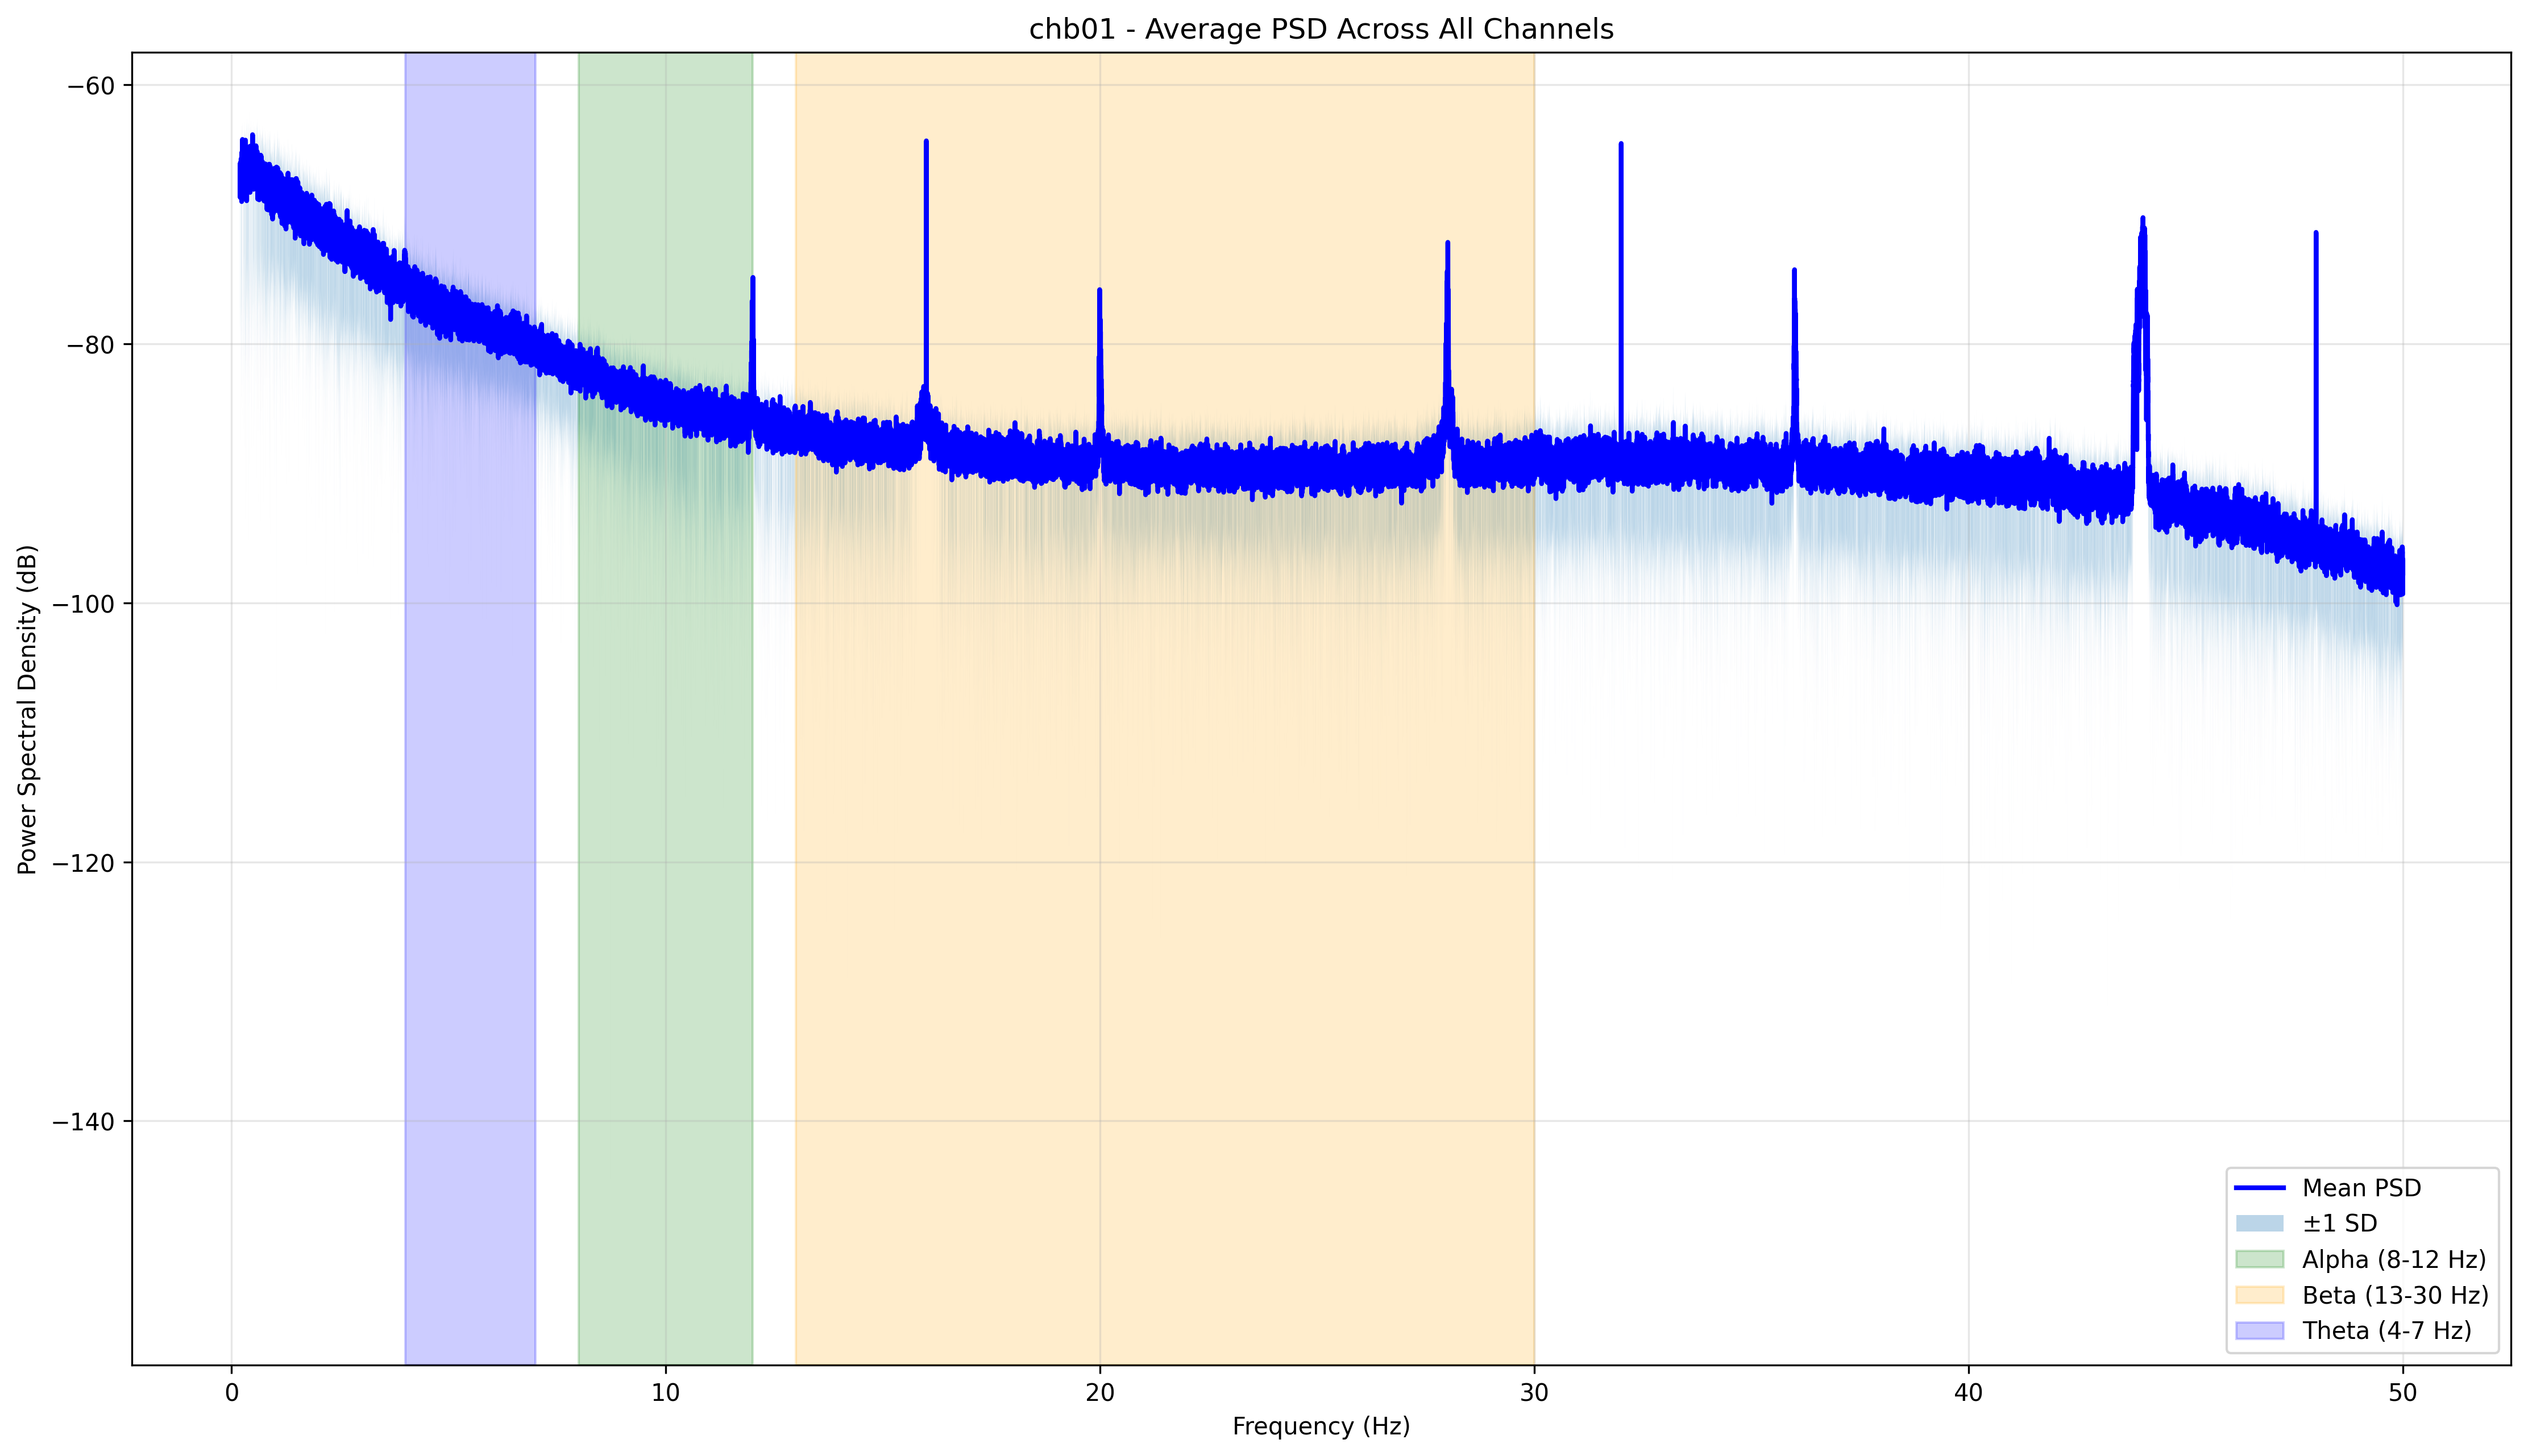 chb01 - Average PSD Across All Channels
Power Spectral Density (dB)
−60
−80
−100
−120
−140
0 10 20 30 40 50
Frequency (Hz)
Mean PSD
±1 SD
Alpha (8-12 Hz)
Beta (13-30 Hz)
Theta (4-7 Hz)